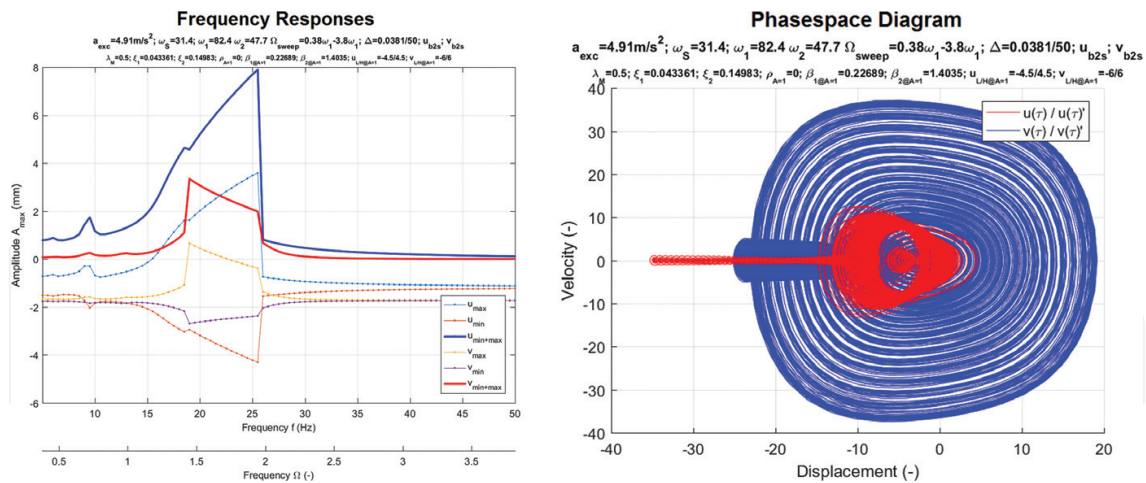 Frequency Responses
a_exc=4.91m/s²; ω_S=31.4; ω_1=82.4 ω_2=47.7 Ω_sweep=0.38ω_1-3.8ω_1; Δ=0.0381/50; u_b2s; v_b2s
λ_M=0.5; ξ_1=0.043361; ξ_2=0.14983; ρ_A=1=0; β_1@A=1=0.22689; β_2@A=1=1.4035; u_L/H@A=1=-4.5/4.5; v_L/H@A=1=-6/6
8
6
4
2
0
-2
-4
-6
Amplitude A_max (mm)
u_max
u_min
u_min+max
v_max
v_min
v_min+max
10 15 20 25 30 35 40 45 50
Frequency f (Hz)
0.5 1 1.5 2 2.5 3 3.5
Frequency Ω (-)
Phasespace Diagram
a_exc=4.91m/s²; ω_S=31.4; ω_1=82.4 ω_2=47.7 Ω_sweep=0.38ω_1-3.8ω_1; Δ=0.0381/50; u_b2s; v_b2s
λ_M=0.5; ξ_1=0.043361; ξ_2=0.14983; ρ_A=1=0; β_1@A=1=0.22689; β_2@A=1=1.4035; u_L/H@A=1=-4.5/4.5; v_L/H@A=1=-6/6
40
30
20
10
0
-10
-20
-30
-40
Velocity (-)
u(τ) / u(τ)'
v(τ) / v(τ)'
-40 -30 -20 -10 0 10 20
Displacement (-)